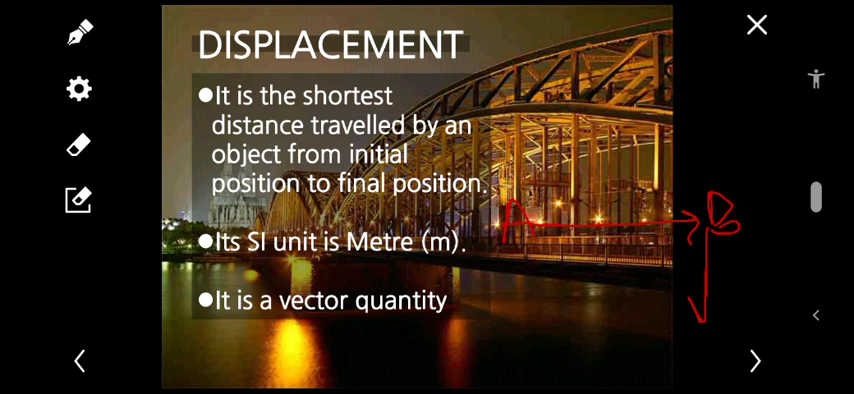 DISPLACEMENT
●It is the shortest
distance travelled by an
object from initial
position to final position.
A
B
●Its SI unit is Metre (m).
●It is a vector quantity